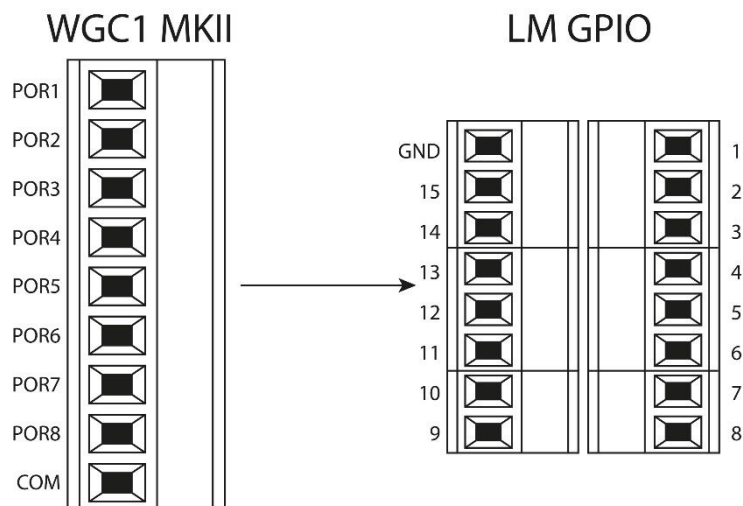 WGC1 MKII
POR1
POR2
POR3
POR4
POR5
POR6
POR7
POR8
COM
LM GPIO
GND 1
15 2
14 3
13 4
12 5
11 6
10 7
9 8